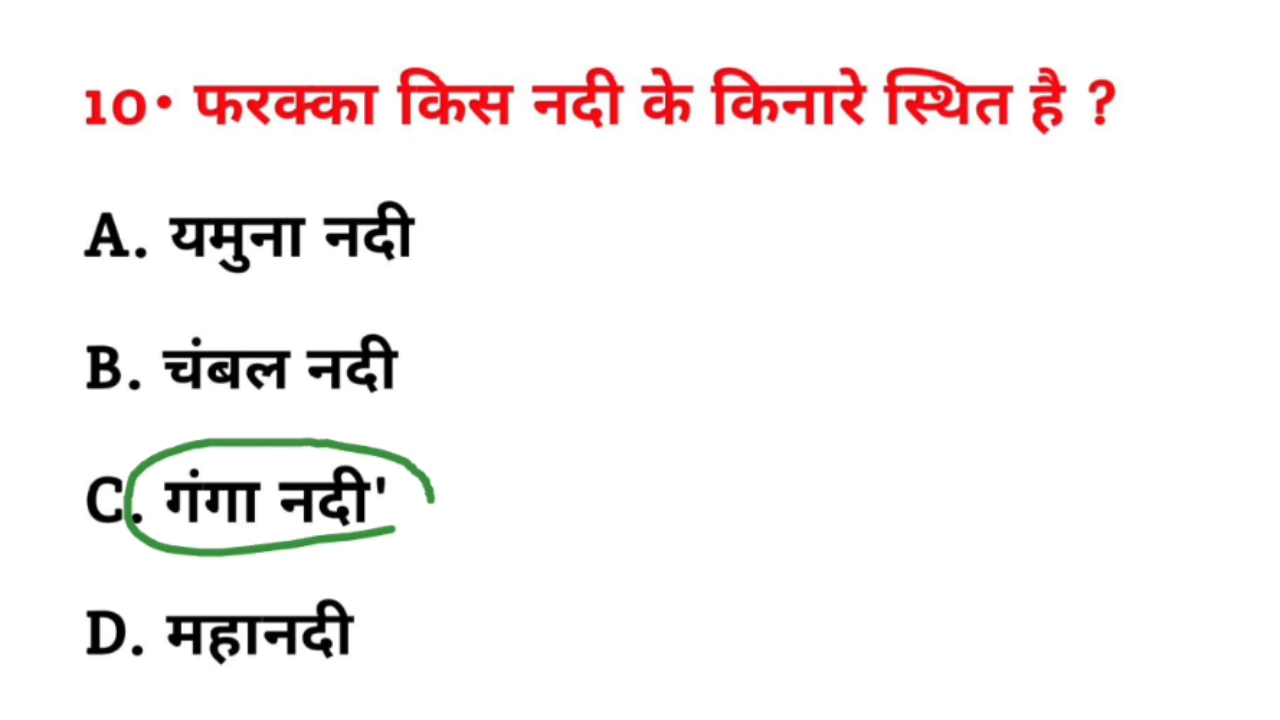 10• फरक्का किस नदी के किनारे स्थित है ?
A. यमुना नदी
B. चंबल नदी
C. गंगा नदी'
D. महानदी